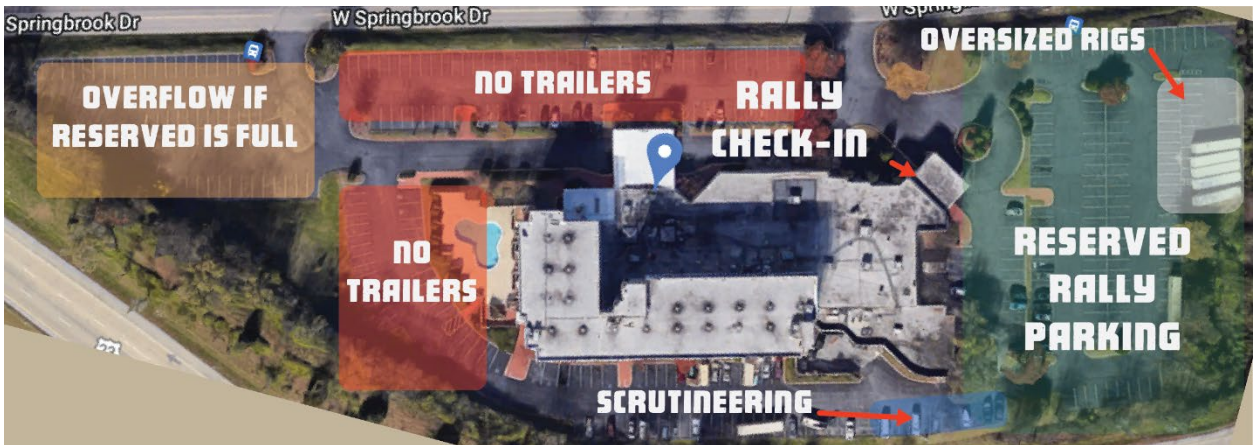 Springbrook Dr
W Springbrook Dr
W Spring
OVERSIZED RIGS
OVERFLOW IF
RESERVED IS FULL
NO TRAILERS
RALLY
CHECK-IN
NO
TRAILERS
RESERVED
RALLY
PARKING
SCRUTINEERING